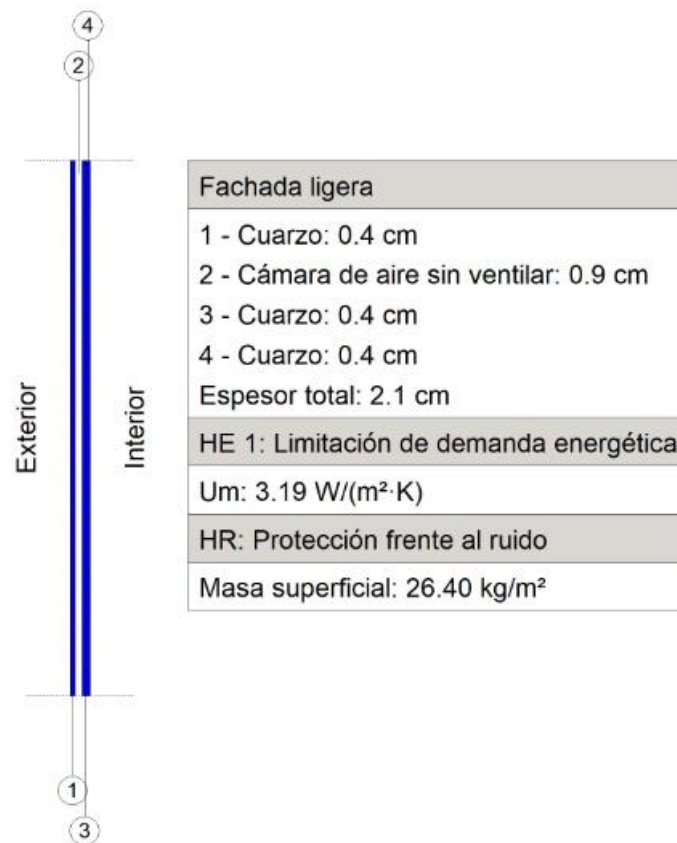 4
2
Fachada ligera
1 - Cuarzo: 0.4 cm
2 - Cámara de aire sin ventilar: 0.9 cm
3 - Cuarzo: 0.4 cm
4 - Cuarzo: 0.4 cm
Espesor total: 2.1 cm
HE 1: Limitación de demanda energética
Um: 3.19 W/(m²·K)
HR: Protección frente al ruido
Masa superficial: 26.40 kg/m²
Exterior
Interior
1
3